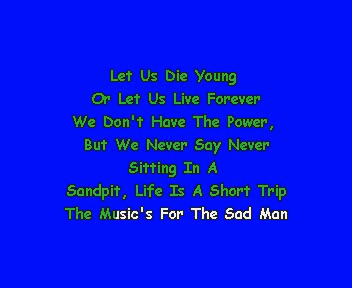 Let Us Die Young
Or Let Us Live Forever
We Don't Have The Power,
But We Never Say Never
Sitting In A
Sandpit, Life Is A Short Trip
The Music's For The Sad Man